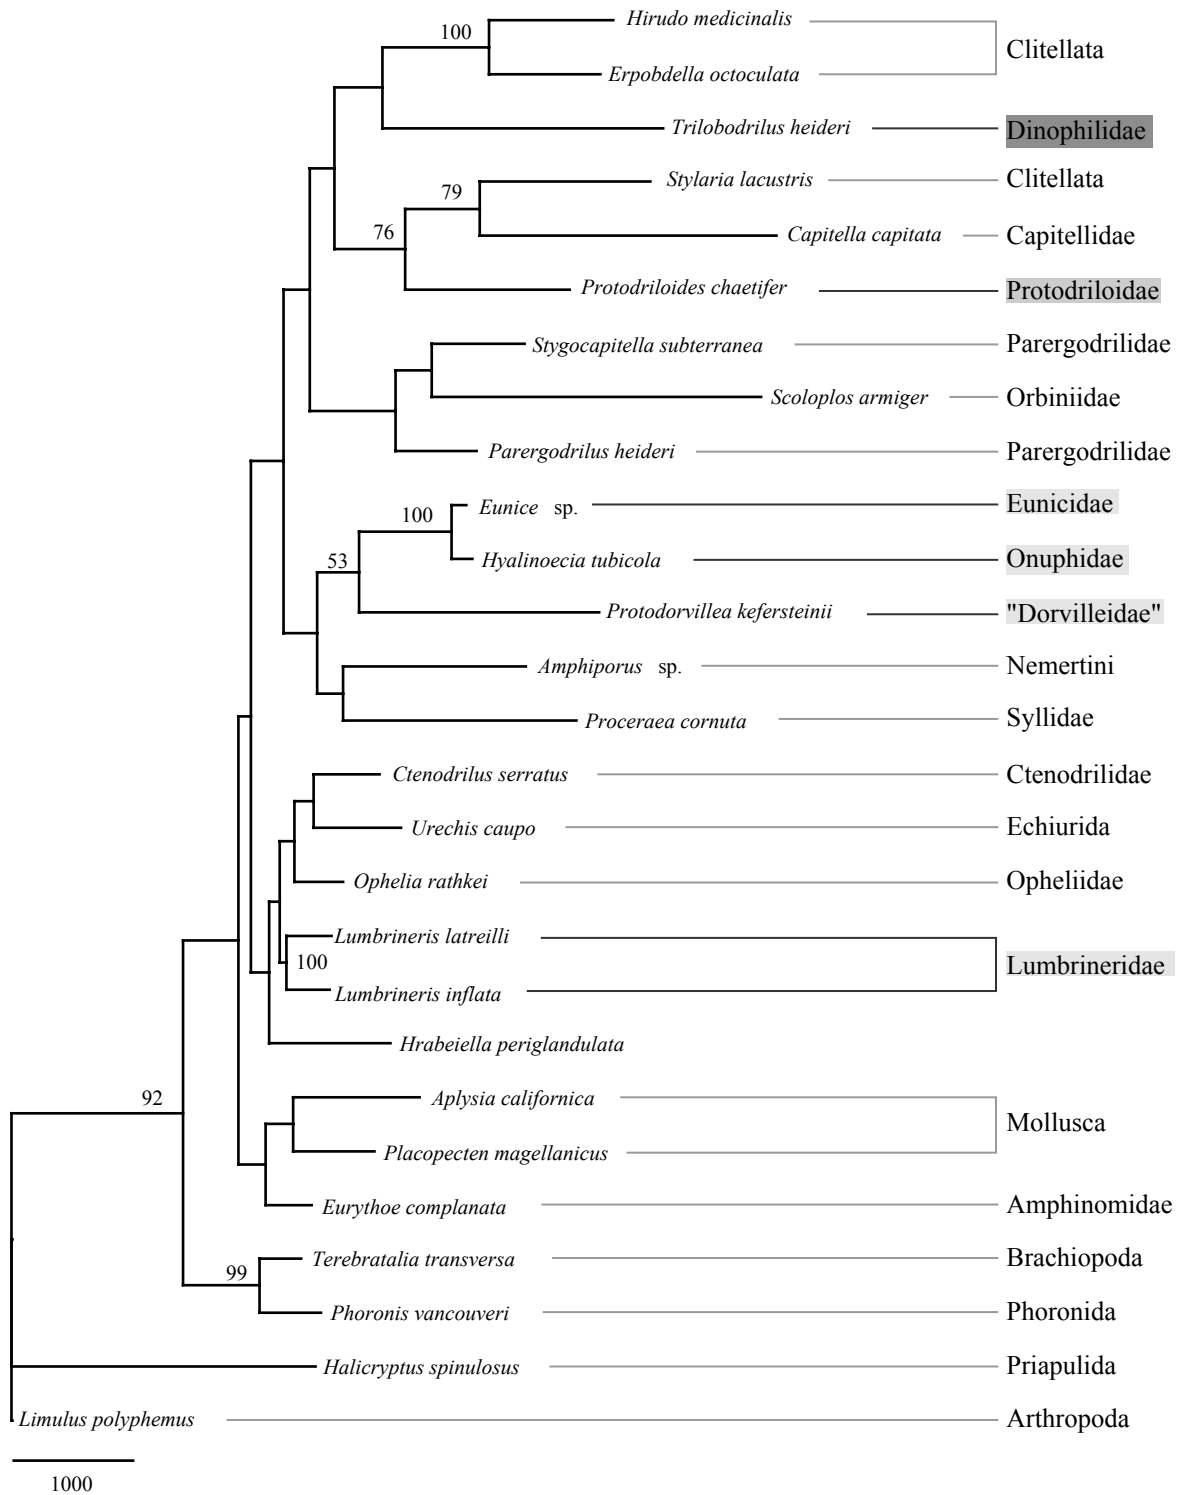 Hirudo medicinalis
100
Clitellata
Erpobdella octoculata
Trilobodrilus heideri
Dinophilidae
Stylaria lacustris
Clitellata
79
76
Capitella capitata
Capitellidae
Protodriloides chaetifer
Protodriloidae
Stygocapitella subterranea
Parergodrilidae
Scoloplos armiger
Orbiniidae
Parergodrilus heideri
Parergodrilidae
Eunice sp.
Eunicidae
100
53
Hyalinoecia tubicola
Onuphidae
Protodorvillea kefersteinii
"Dorvilleidae"
Amphiporus sp.
Nemertini
Proceraea cornuta
Syllidae
Ctenodrilus serratus
Ctenodrilidae
Urechis caupo
Echiurida
Ophelia rathkei
Opheliidae
Lumbrineris latreilli
100
Lumbrineridae
Lumbrineris inflata
Hrabeiella periglandulata
92
Aplysia californica
Mollusca
Placopecten magellanicus
Eurythoe complanata
Amphinomidae
Terebratalia transversa
Brachiopoda
99
Phoronis vancouveri
Phoronida
Halicryptus spinulosus
Priapulida
Limulus polyphemus
Arthropoda
1000